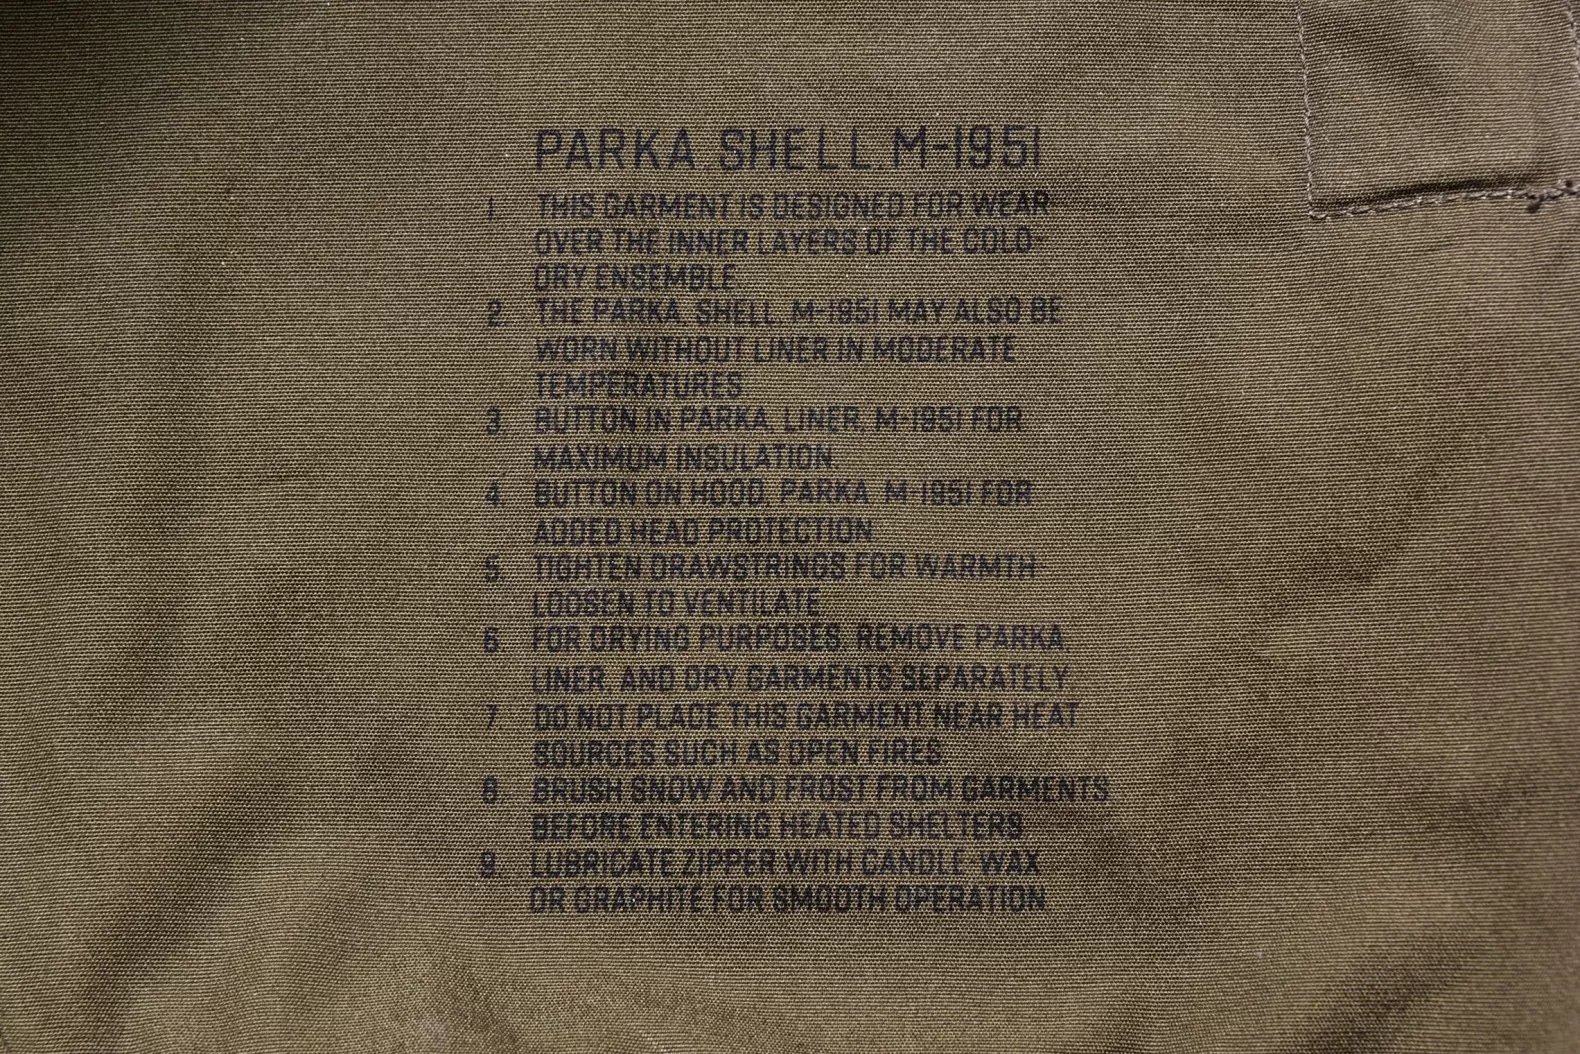 PARKA. SHELL. M-1951
1. THIS GARMENT IS DESIGNED FOR WEAR
OVER THE INNER LAYERS OF THE COLD-
DRY ENSEMBLE
2. THE PARKA. SHELL. M-1951 MAY ALSO BE
WORN WITHOUT LINER IN MODERATE
TEMPERATURES
3. BUTTON IN PARKA. LINER. M-1951 FOR
MAXIMUM INSULATION.
4. BUTTON ON HOOD. PARKA. M-1951 FOR
ADDED HEAD PROTECTION
5. TIGHTEN DRAWSTRINGS FOR WARMTH-
LOOSEN TO VENTILATE
6. FOR DRYING PURPOSES. REMOVE PARKA.
LINER. AND DRY GARMENTS SEPARATELY
7. DO NOT PLACE THIS GARMENT NEAR HEAT
SOURCES SUCH AS OPEN FIRES.
8. BRUSH SNOW AND FROST FROM GARMENTS
BEFORE ENTERING HEATED SHELTERS
9. LUBRICATE ZIPPER WITH CANDLE-WAX
OR GRAPHITE FOR SMOOTH OPERATION